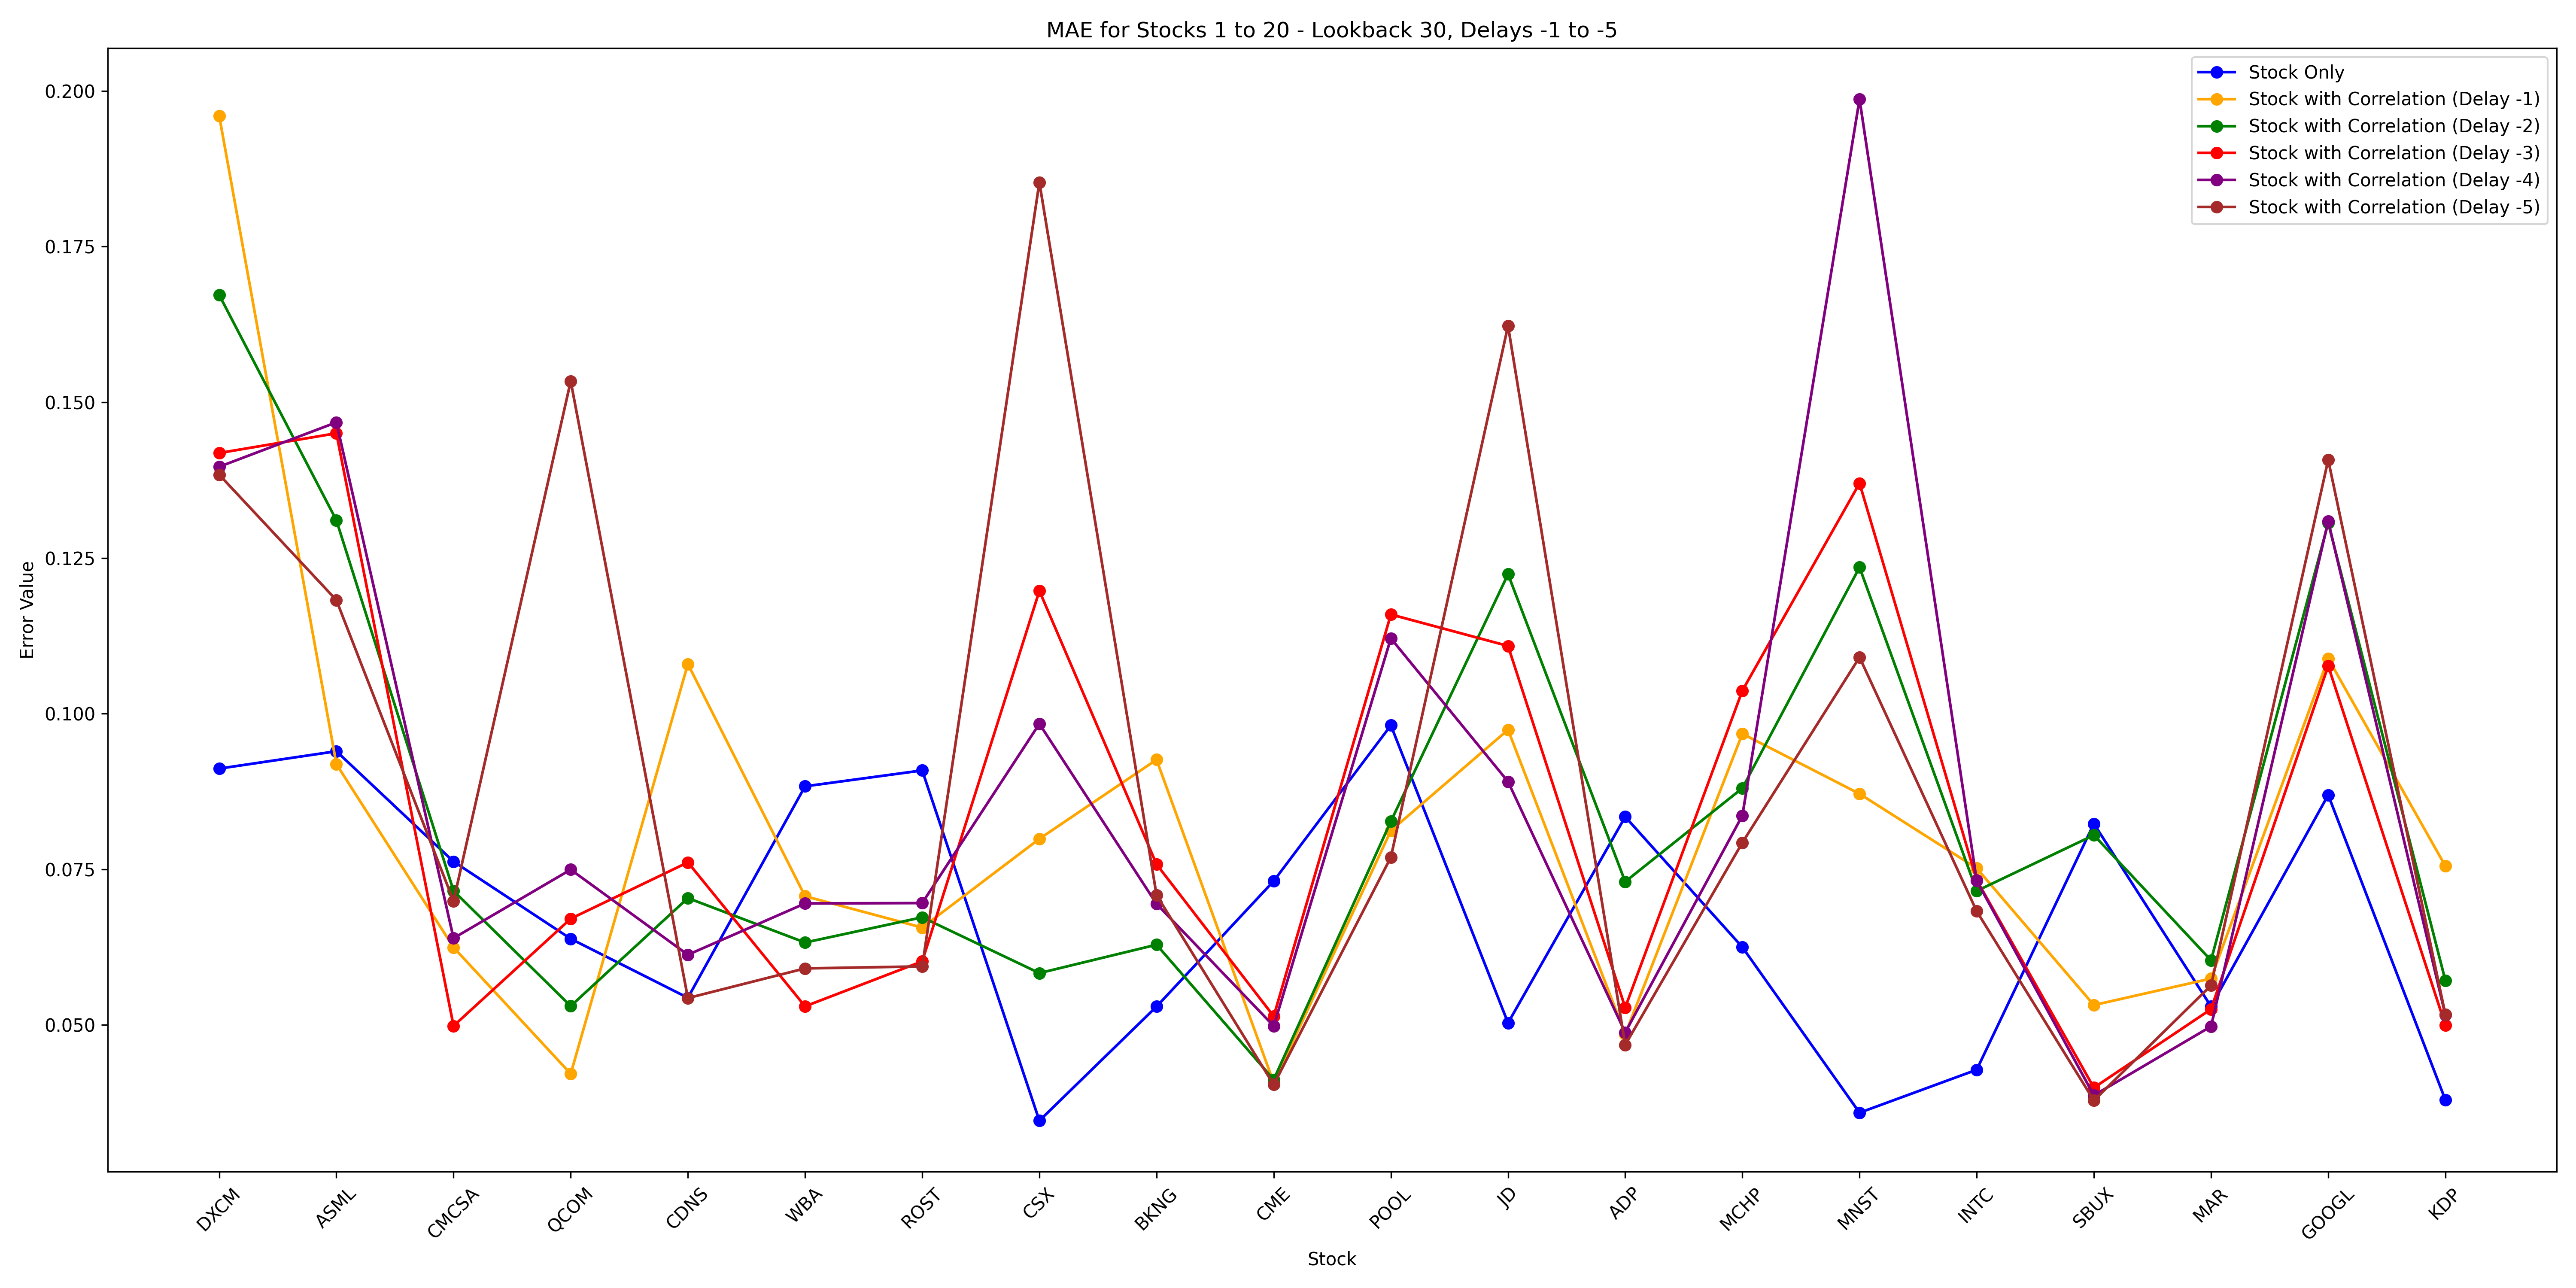 MAE for Stocks 1 to 20 - Lookback 30, Delays -1 to -5
Stock Only
Stock with Correlation (Delay -1)
Stock with Correlation (Delay -2)
Stock with Correlation (Delay -3)
Stock with Correlation (Delay -4)
Stock with Correlation (Delay -5)
Error Value
0.200
0.175
0.150
0.125
0.100
0.075
0.050
DXCM
ASML
CMCSA
QCOM
CDNS
WBA
ROST
CSX
BKNG
CME
POOL
JD
ADP
MCHP
MNST
INTC
SBUX
MAR
GOOGL
KDP
Stock